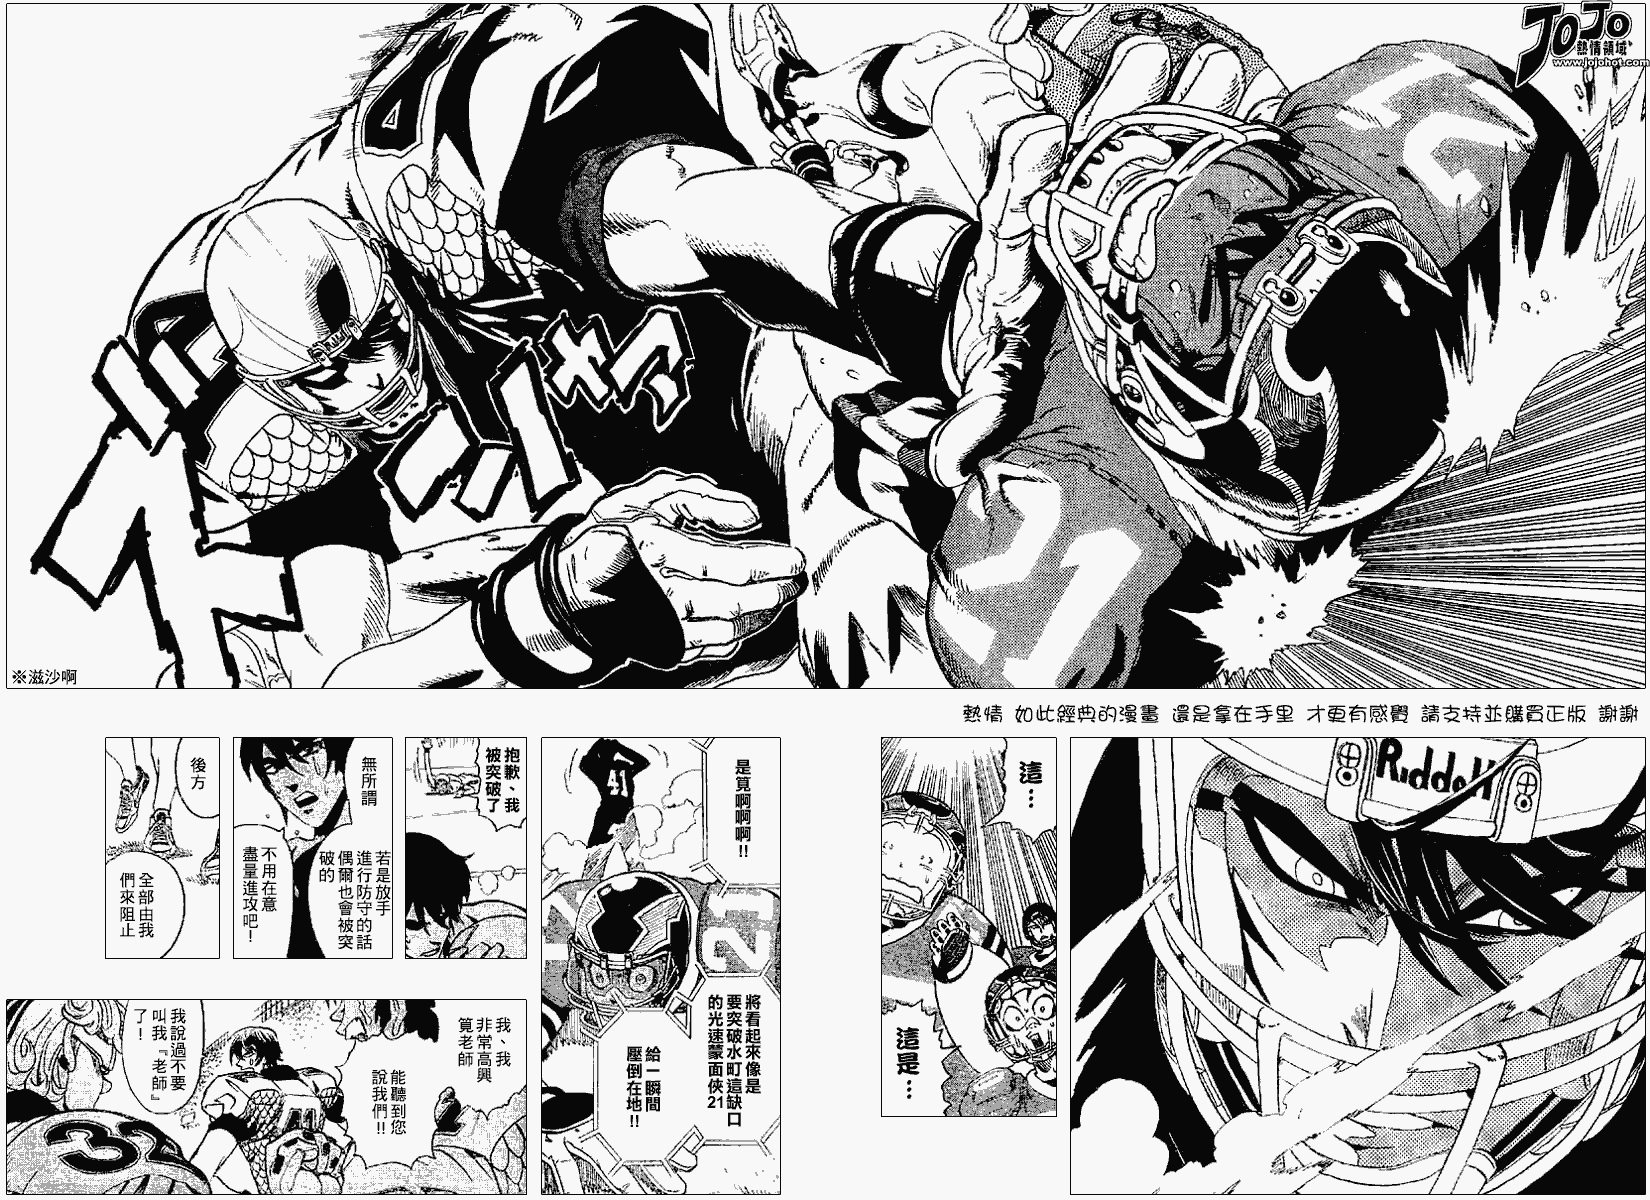 JoJo
熱情領域
www.jojohot.com
41
21
21
ズシャア
※滋沙啊
熱情 如此經典的漫畫 還是拿在手里 才更有感覺 請支持並購買正版 謝謝
Riddell
這…
這是…
是筧啊啊啊!!
41
21
將看起來像是
要突破水町這缺口
的光速蒙面俠21
給一瞬間
壓倒在地!!
抱歉、我
被突破了
無所謂
若是放手
進行防守的話
偶爾也會被突
破的
不用在意
盡量進攻吧!
後方
全部由我
們來阻止
我、我
非常高興
筧老師
能聽到您
說我們!!
我說過不要
叫我『老師』
了!
32